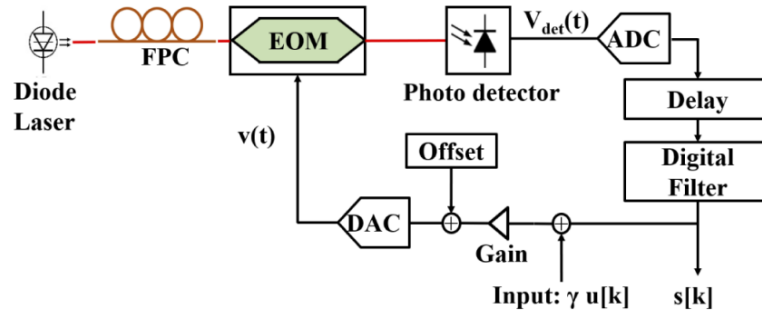 Diode
Laser
FPC
EOM
Photo detector
V_det(t)
ADC
Delay
Digital
Filter
v(t)
Offset
DAC
Gain
Input: γ u[k]
s[k]